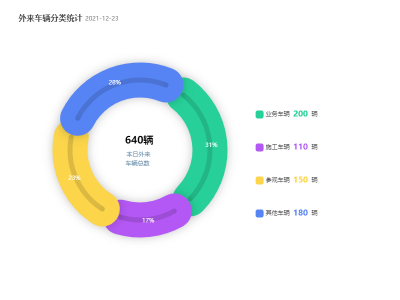 外来车辆分类统计 2021-12-23
28%
31%
23%
17%
640辆
本日外来
车辆总数
业务车辆 200 辆
施工车辆 110 辆
参观车辆 150 辆
其他车辆 180 辆